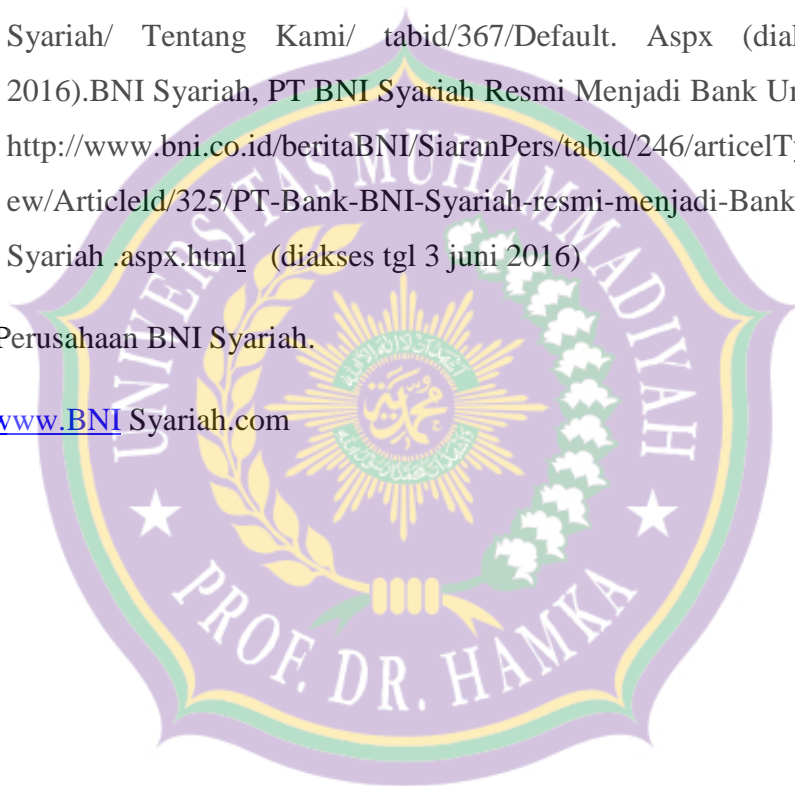 Syariah/ Tentang Kami/ tabid/367/Default. Aspx
2016).BNI Syariah, PT BNI Syariah Resmi Menjadi Bank
http://www.bni.co.id/beritaBNI/SiaranPers/tabid/246/articelTy
ew/Articleld/325/PT-Bank-BNI-Syariah-resmi-menjadi-Bank
Syariah .aspx.html (diakses tgl 3 juni 2016)
Perusahaan BNI Syariah.
www.BNI Syariah.com
UNIVERSITAS MUHAMMADIYAH
محمدية
PROF. DR. HAMKA